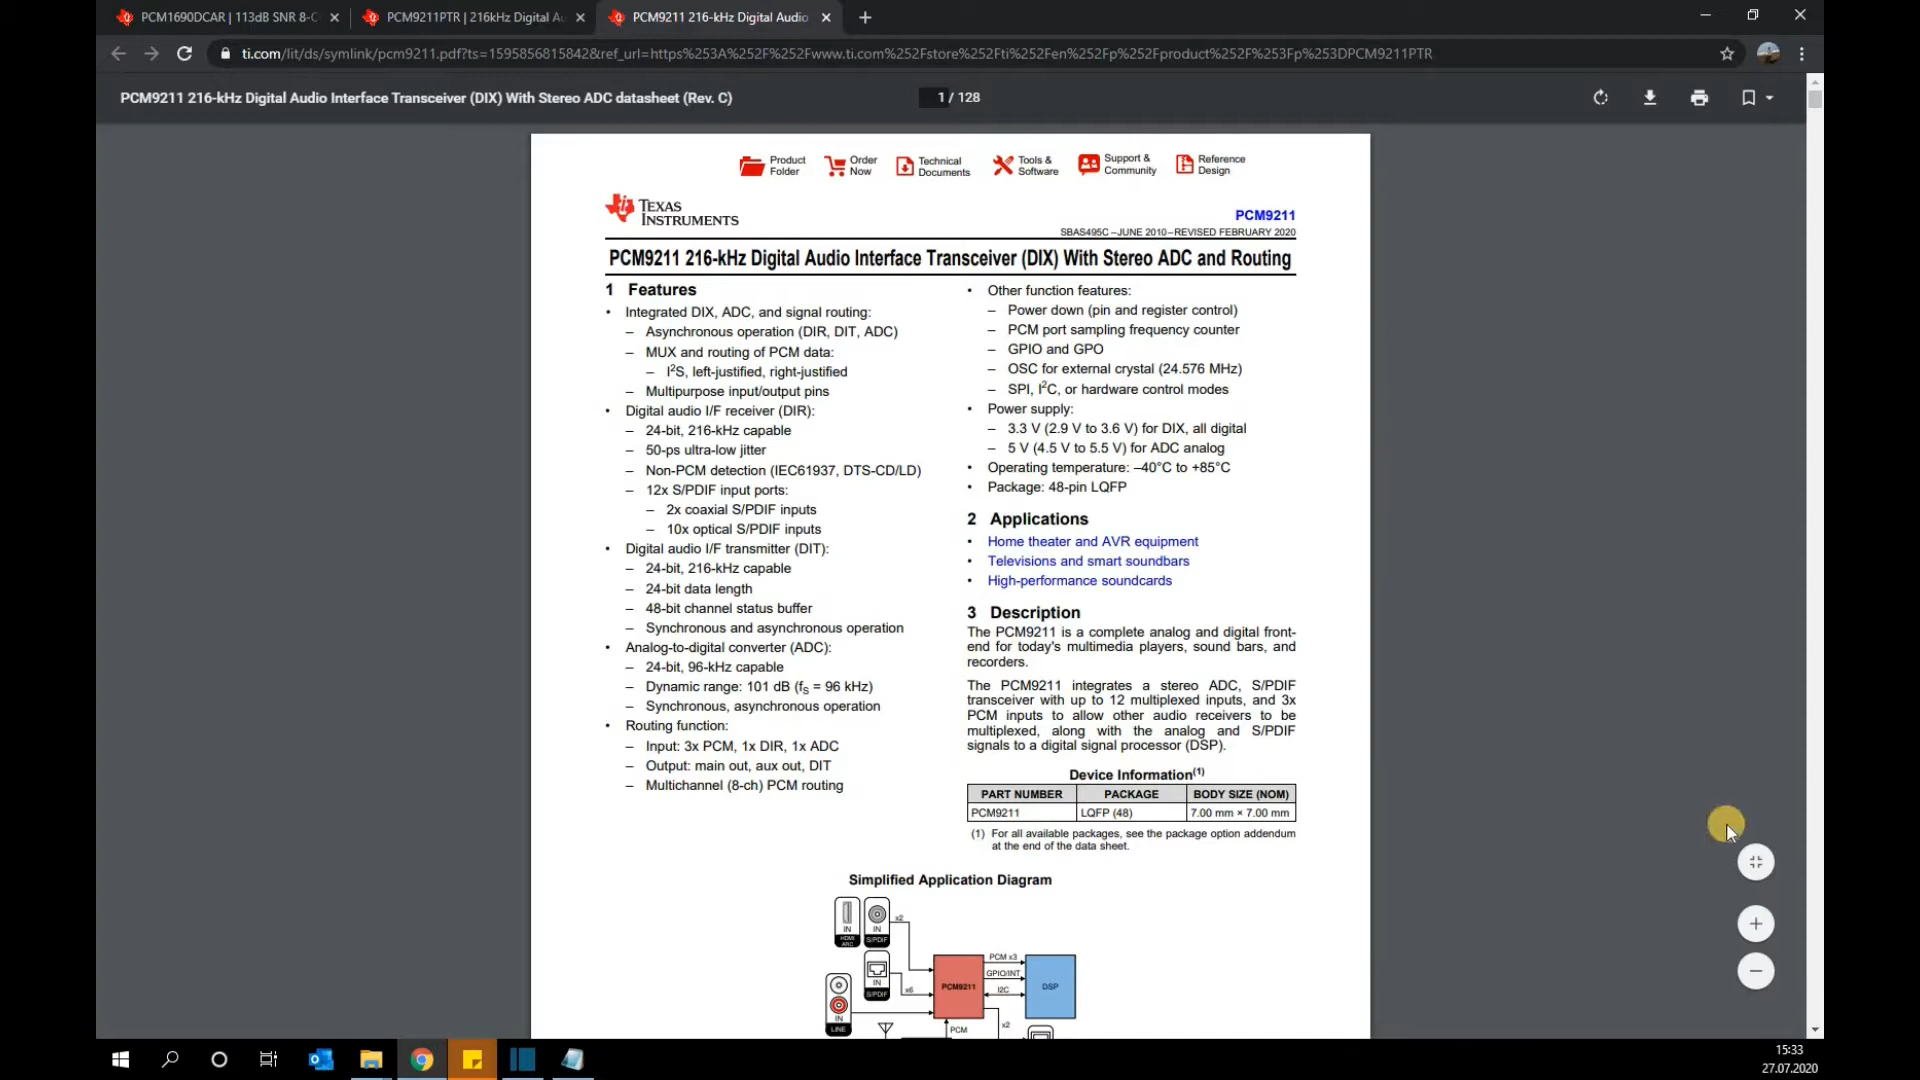 PCM1690DCAR | 113dB SNR 8-C
PCM9211PTR | 216kHz Digital Au
PCM9211 216-kHz Digital Audio
ti.com/lit/ds/symlink/pcm9211.pdf?ts=1595856815842&ref_url=https%253A%252F%252Fwww.ti.com%252Fstore%252Fti%252Fen%252Fp%252Fproduct%252F%253Fp%253DPCM9211PTR
PCM9211 216-kHz Digital Audio Interface Transceiver (DIX) With Stereo ADC datasheet (Rev. C)
1 / 128
Product
Folder
Order
Now
Technical
Documents
Tools &
Software
Support &
Community
Reference
Design
TEXAS
INSTRUMENTS
PCM9211
SBAS495C –JUNE 2010–REVISED FEBRUARY 2020
PCM9211 216-kHz Digital Audio Interface Transceiver (DIX) With Stereo ADC and Routing
1 Features
• Integrated DIX, ADC, and signal routing:
– Asynchronous operation (DIR, DIT, ADC)
– MUX and routing of PCM data:
– I²S, left-justified, right-justified
– Multipurpose input/output pins
• Digital audio I/F receiver (DIR):
– 24-bit, 216-kHz capable
– 50-ps ultra-low jitter
– Non-PCM detection (IEC61937, DTS-CD/LD)
– 12x S/PDIF input ports:
– 2x coaxial S/PDIF inputs
– 10x optical S/PDIF inputs
• Digital audio I/F transmitter (DIT):
– 24-bit, 216-kHz capable
– 24-bit data length
– 48-bit channel status buffer
– Synchronous and asynchronous operation
• Analog-to-digital converter (ADC):
– 24-bit, 96-kHz capable
– Dynamic range: 101 dB (fS = 96 kHz)
– Synchronous, asynchronous operation
• Routing function:
– Input: 3x PCM, 1x DIR, 1x ADC
– Output: main out, aux out, DIT
– Multichannel (8-ch) PCM routing
• Other function features:
– Power down (pin and register control)
– PCM port sampling frequency counter
– GPIO and GPO
– OSC for external crystal (24.576 MHz)
– SPI, I²C, or hardware control modes
• Power supply:
– 3.3 V (2.9 V to 3.6 V) for DIX, all digital
– 5 V (4.5 V to 5.5 V) for ADC analog
• Operating temperature: –40°C to +85°C
• Package: 48-pin LQFP
2 Applications
• Home theater and AVR equipment
• Televisions and smart soundbars
• High-performance soundcards
3 Description
The PCM9211 is a complete analog and digital front-
end for today's multimedia players, sound bars, and
recorders.
The PCM9211 integrates a stereo ADC, S/PDIF
transceiver with up to 12 multiplexed inputs, and 3x
PCM inputs to allow other audio receivers to be
multiplexed, along with the analog and S/PDIF
signals to a digital signal processor (DSP).
Device Information(1)
PART NUMBER PACKAGE BODY SIZE (NOM)
PCM9211 LQFP (48) 7.00 mm × 7.00 mm
(1) For all available packages, see the package option addendum
at the end of the data sheet.
Simplified Application Diagram
IN
HDMI
ARC
IN
S/PDIF
x2
IN
S/PDIF
x6
IN
LINE
PCM9211
PCM x3
GPIO/INT
I2C
DSP
x2
PCM
15:33
27.07.2020